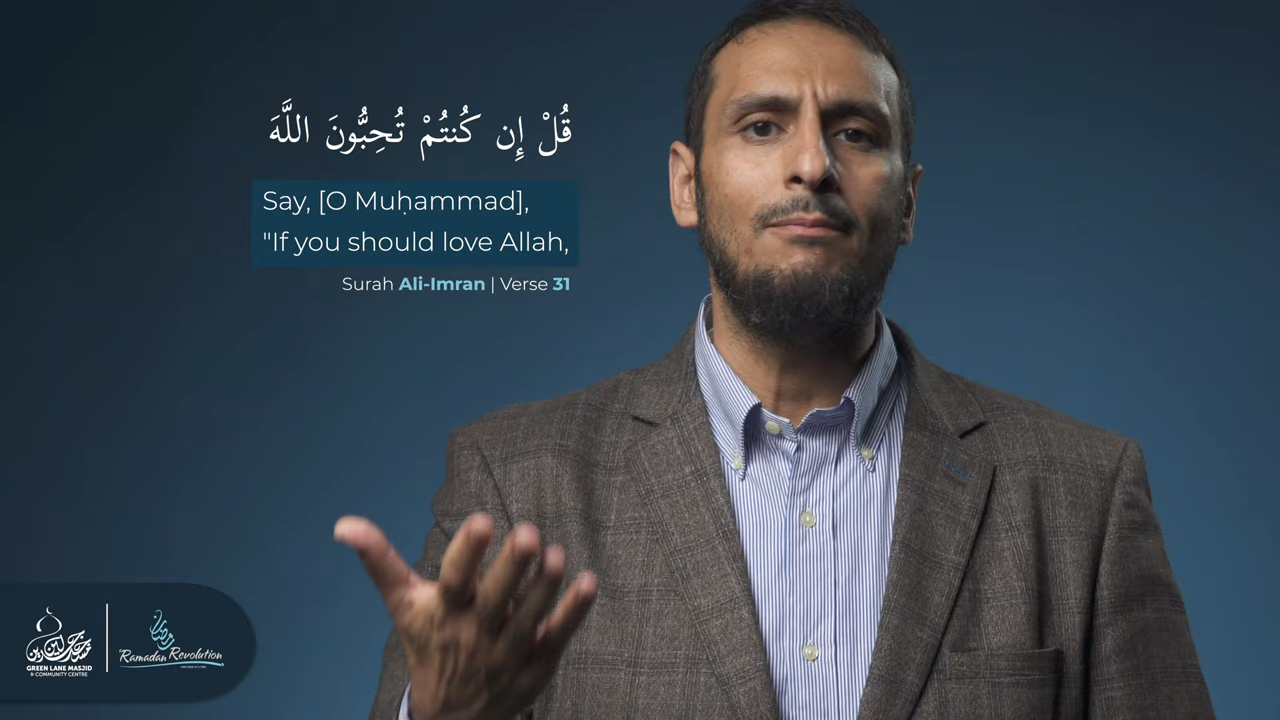 قُلْ إِن كُنتُمْ تُحِبُّونَ اللَّهَ
Say, [O Muḥammad],
"If you should love Allah,
Surah Ali-Imran | Verse 31
GREEN LANE MASJID
& COMMUNITY CENTRE
رمضان
Ramadan Revolution